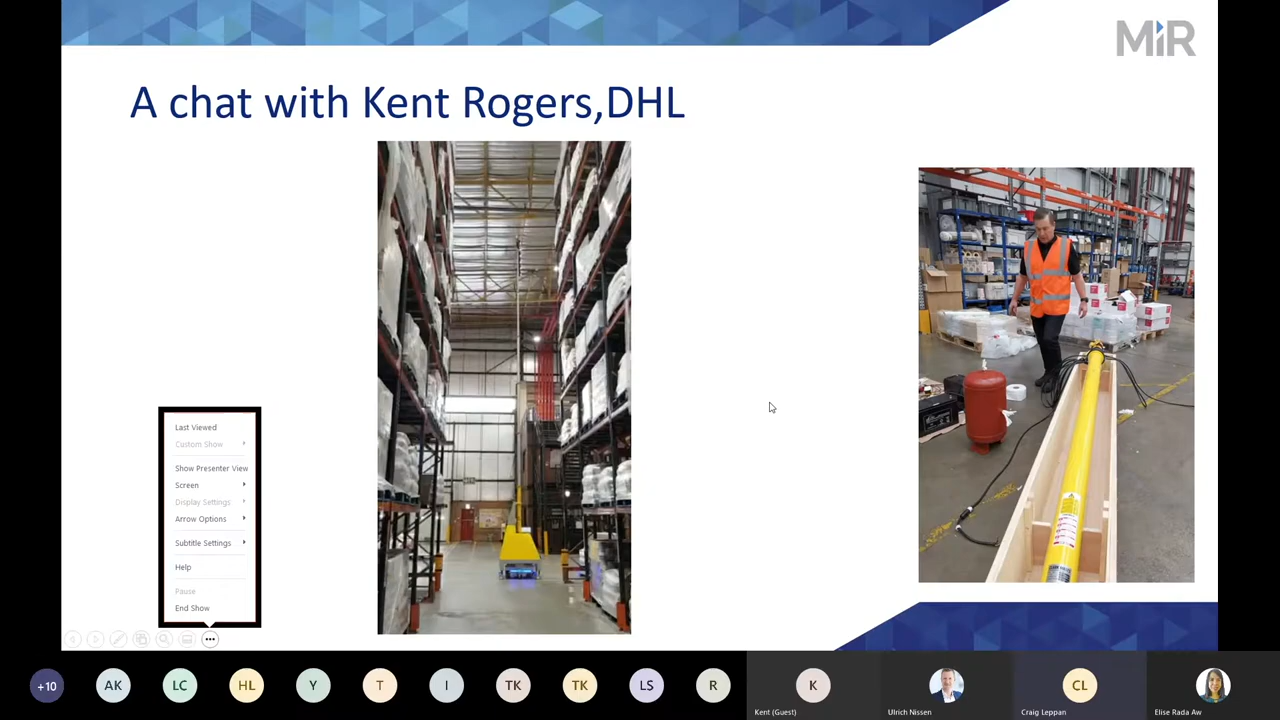 MiR
A chat with Kent Rogers,DHL
Last Viewed
Custom Show
Show Presenter View
Screen
Display Settings
Arrow Options
Subtitle Settings
Help
Pause
End Show
+10
AK
LC
HL
Y
T
I
TK
TK
LS
R
K
CL
Kent (Guest)
Ulrich Nissen
Craig Leppan
Elise Rada Aw